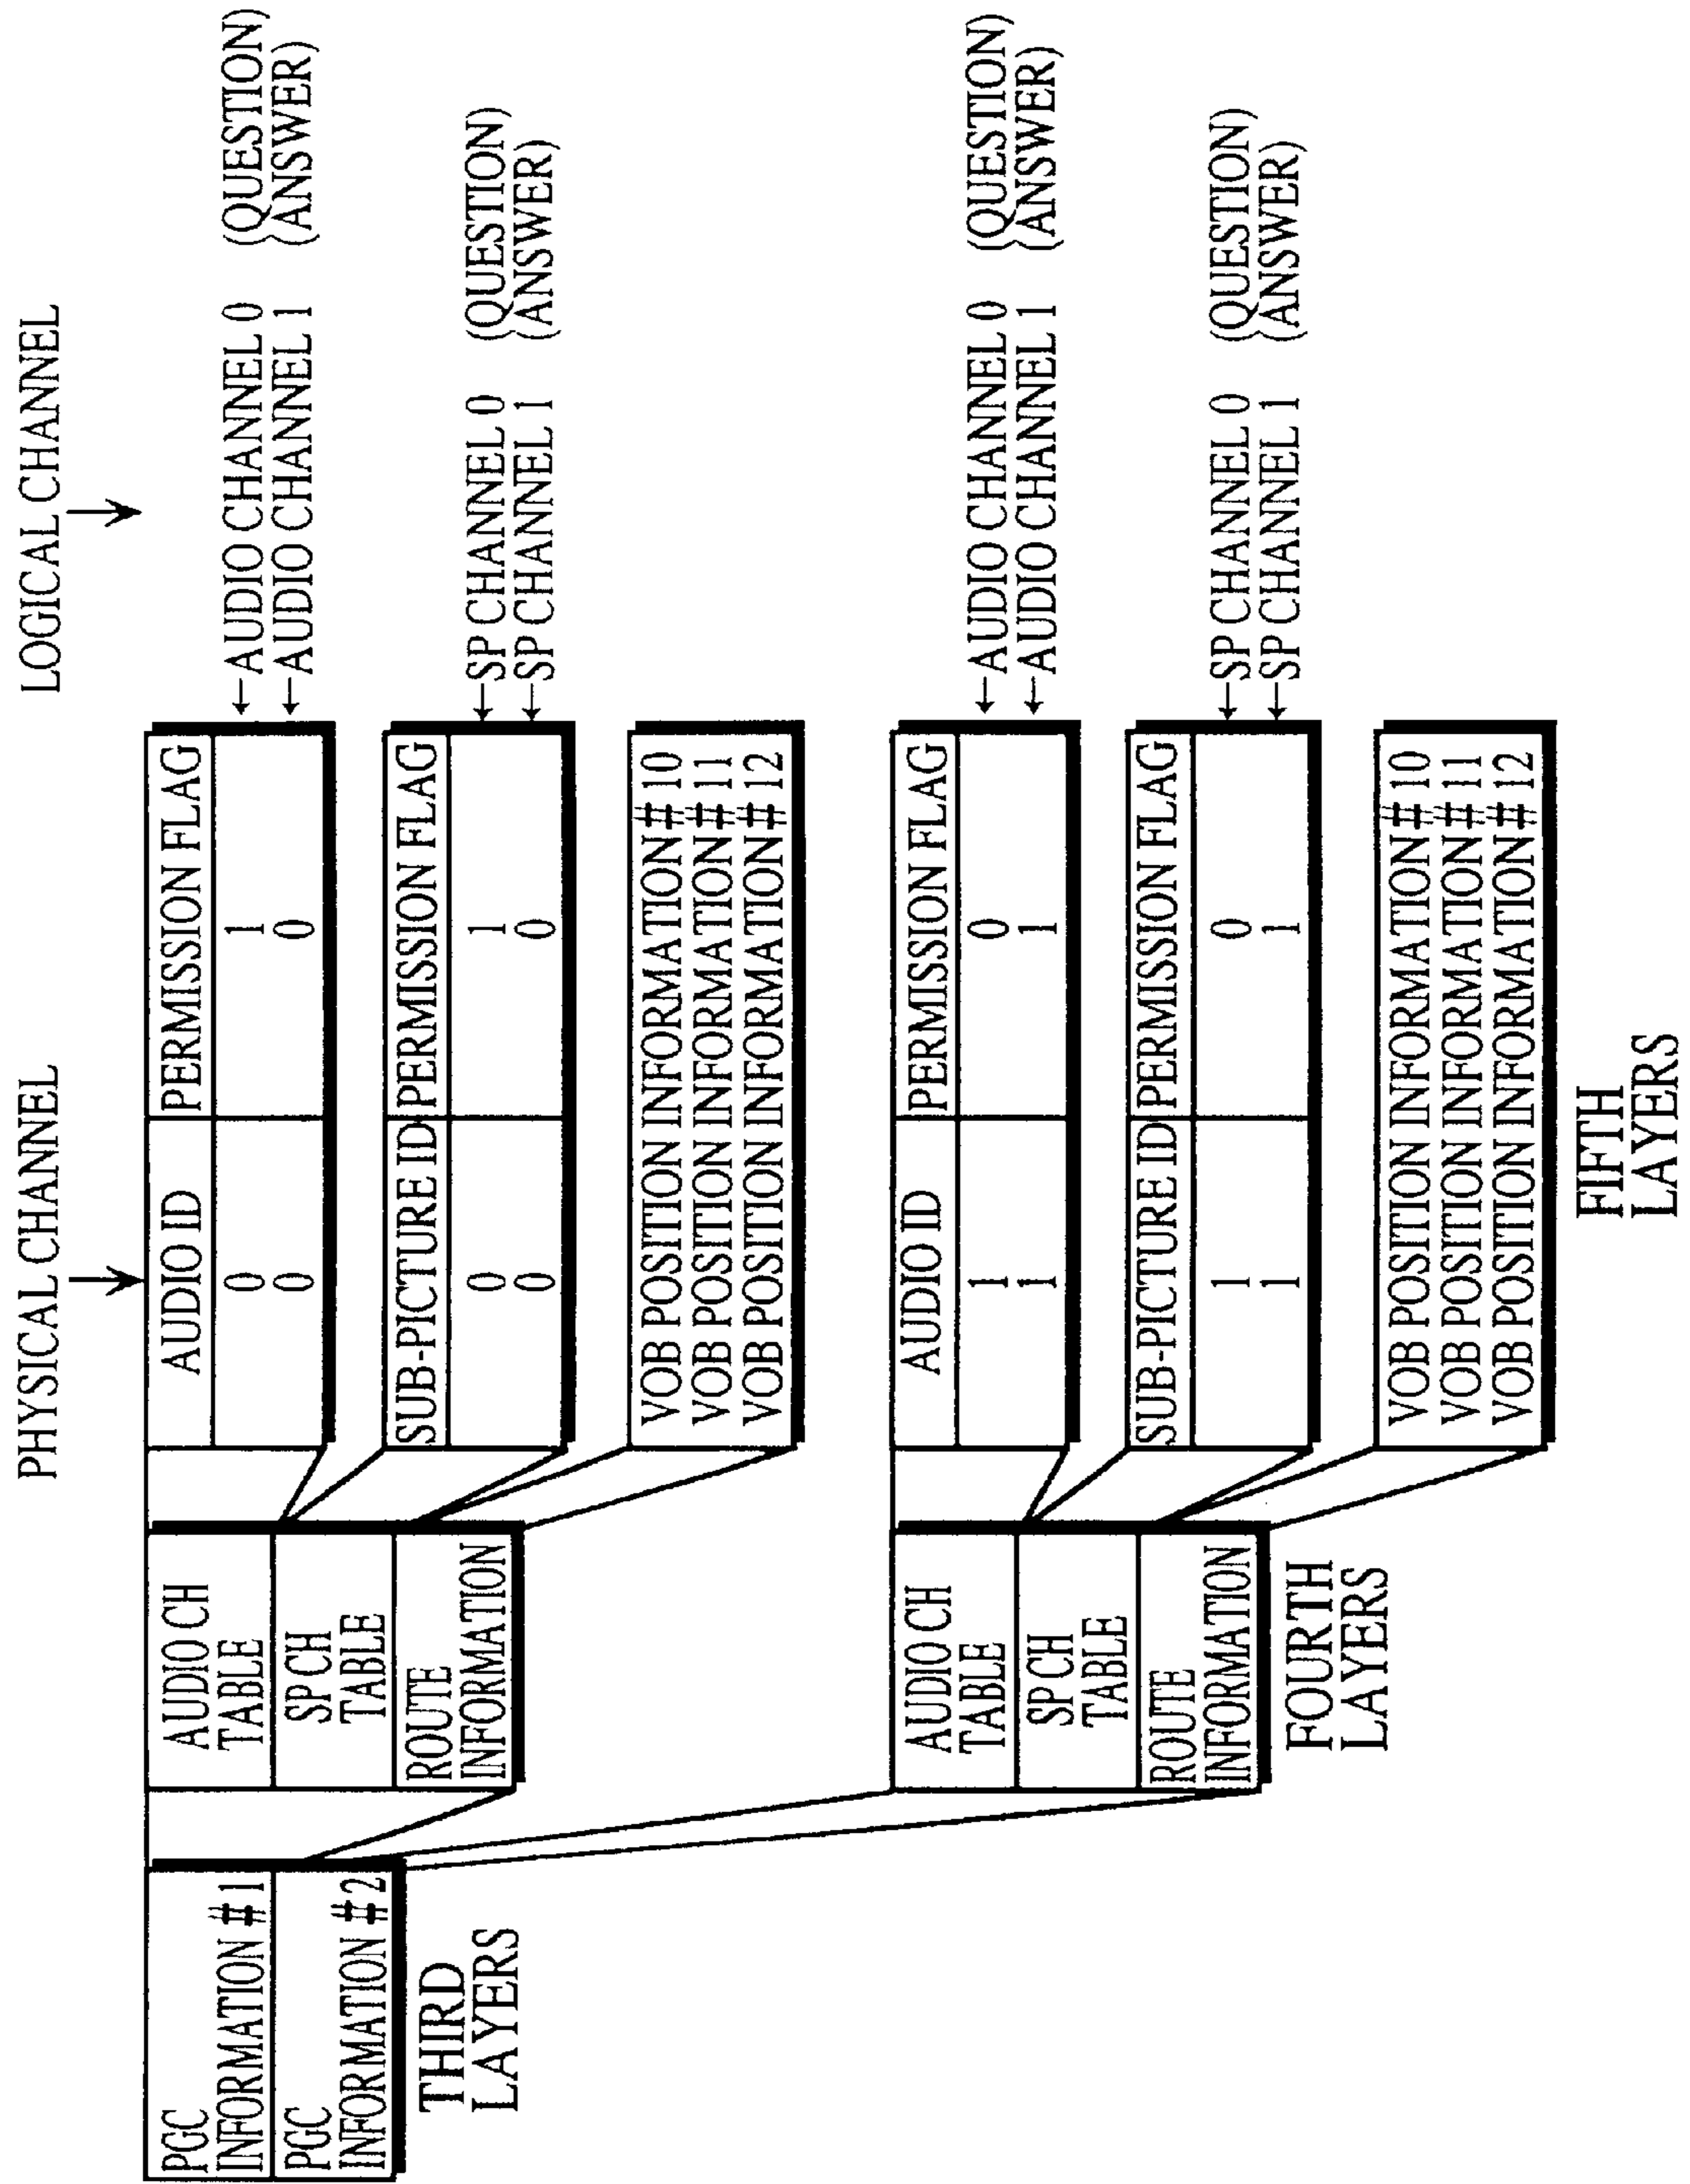 PHYSICAL CHANNEL
LOGICAL CHANNEL
PGC
INFORMATION #1
PGC
INFORMATION #2
THIRD
LAYERS
AUDIO CH
TABLE
SP CH
TABLE
ROUTE
INFORMATION
AUDIO ID PERMISSION FLAG
0 1 AUDIO CHANNEL 0 (QUESTION)
0 0 AUDIO CHANNEL 1 (ANSWER)
SUB-PICTURE ID PERMISSION FLAG
0 1 SP CHANNEL 0 (QUESTION)
0 0 SP CHANNEL 1 (ANSWER)
VOB POSITION INFORMATION #10
VOB POSITION INFORMATION #11
VOB POSITION INFORMATION #12
AUDIO CH
TABLE
SP CH
TABLE
ROUTE
INFORMATION
FOURTH
LAYERS
AUDIO ID PERMISSION FLAG
1 0 AUDIO CHANNEL 0 (QUESTION)
1 1 AUDIO CHANNEL 1 (ANSWER)
SUB-PICTURE ID PERMISSION FLAG
1 0 SP CHANNEL 0 (QUESTION)
1 1 SP CHANNEL 1 (ANSWER)
VOB POSITION INFORMATION #10
VOB POSITION INFORMATION #11
VOB POSITION INFORMATION #12
FIFTH
LAYERS